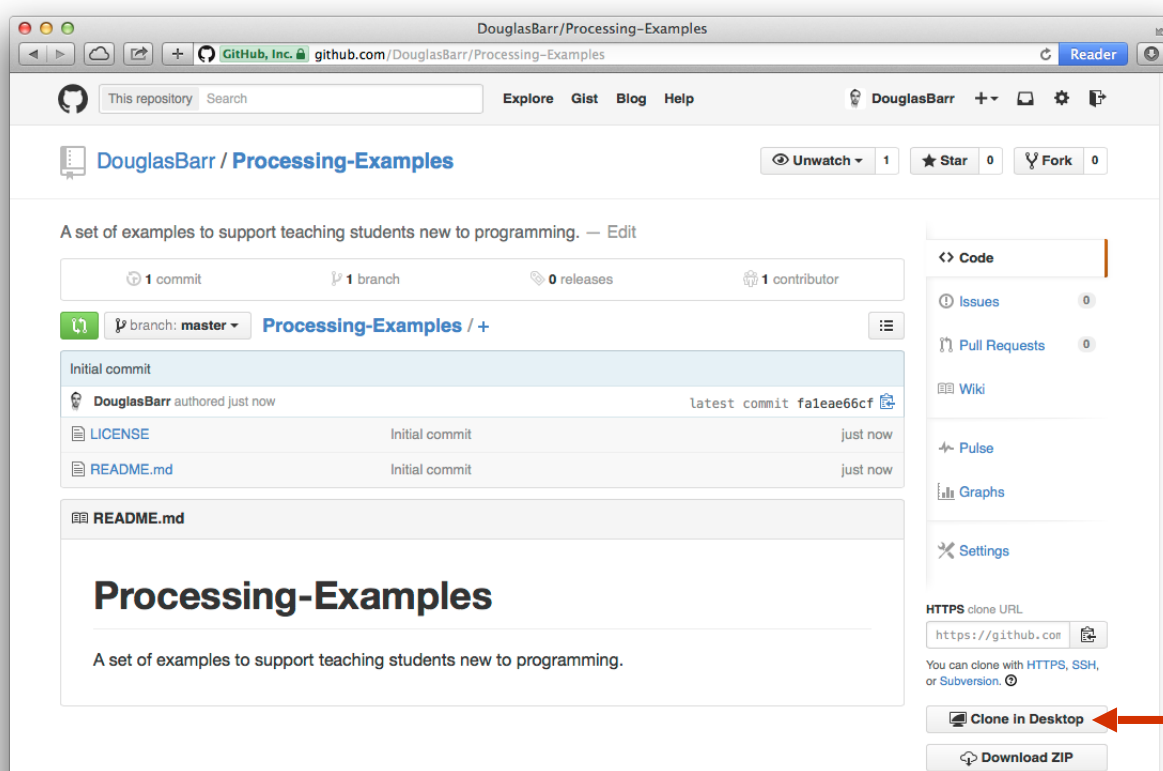 DouglasBarr/Processing-Examples
GitHub, Inc. github.com/DouglasBarr/Processing-Examples Reader
This repository Search Explore Gist Blog Help DouglasBarr
DouglasBarr / Processing-Examples Unwatch 1 Star 0 Fork 0
A set of examples to support teaching students new to programming. — Edit
1 commit 1 branch 0 releases 1 contributor
branch: master Processing-Examples / +
Initial commit
DouglasBarr authored just now latest commit fa1eae66cf
LICENSE Initial commit just now
README.md Initial commit just now
README.md
Processing-Examples
A set of examples to support teaching students new to programming.
<> Code
Issues 0
Pull Requests 0
Wiki
Pulse
Graphs
Settings
HTTPS clone URL
https://github.com
You can clone with HTTPS, SSH,
or Subversion.
Clone in Desktop
Download ZIP